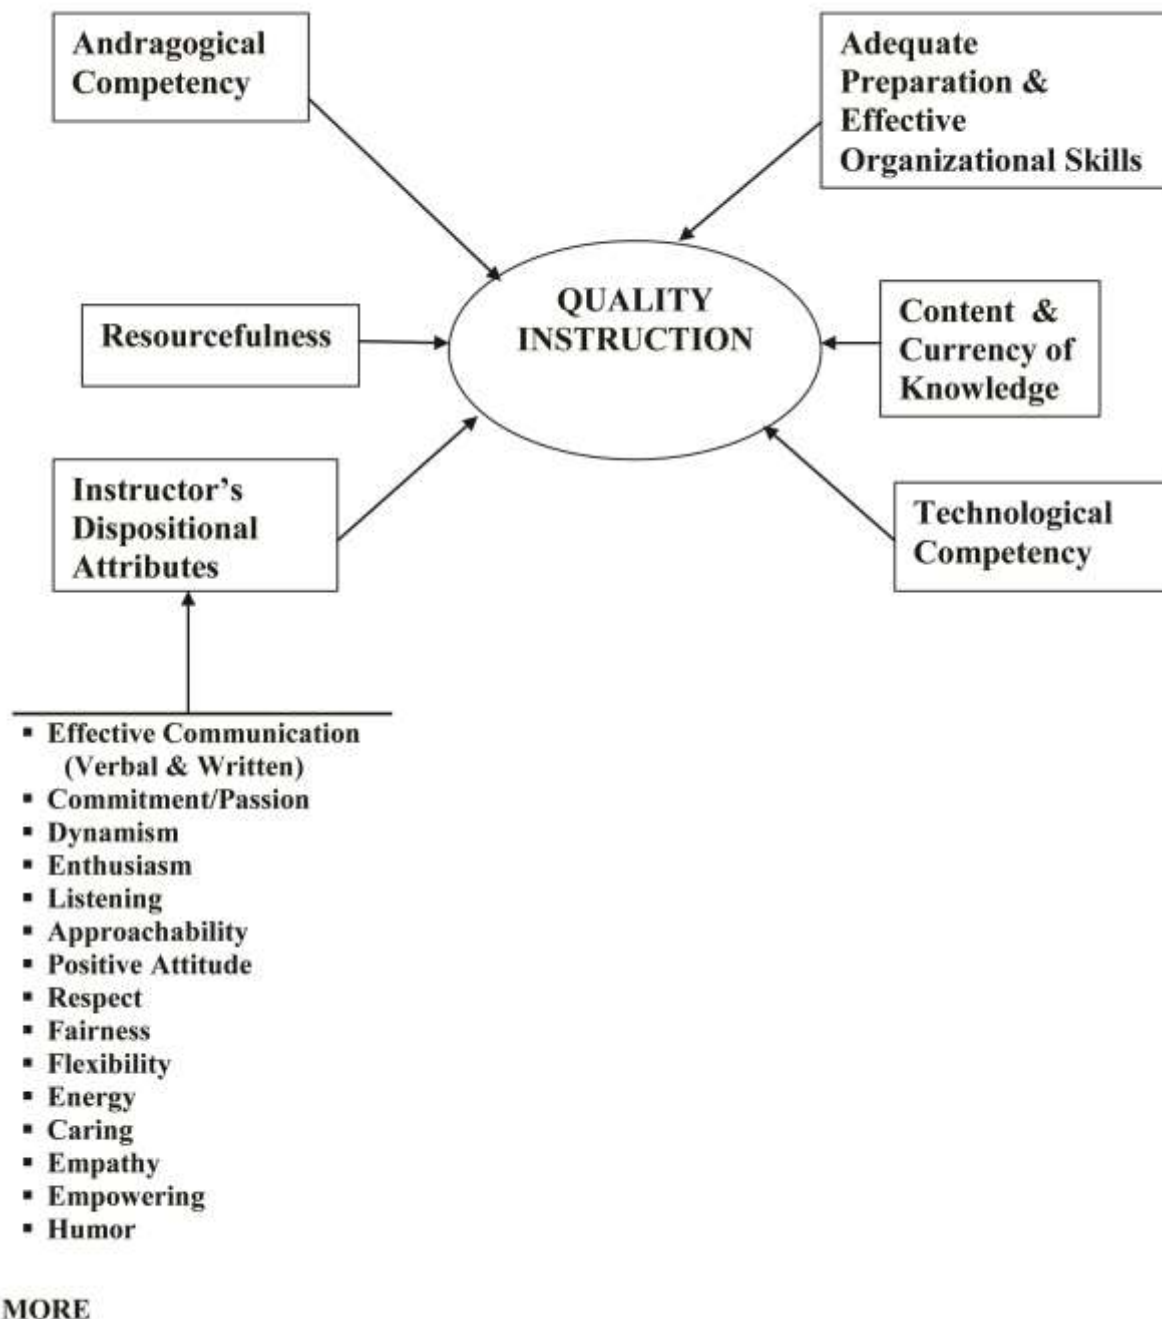 Andragogical
Competency
Adequate
Preparation &
Effective
Organizational Skills
QUALITY
INSTRUCTION
Resourcefulness
Content &
Currency of
Knowledge
Instructor’s
Dispositional
Attributes
Technological
Competency
▪ Effective Communication
(Verbal & Written)
▪ Commitment/Passion
▪ Dynamism
▪ Enthusiasm
▪ Listening
▪ Approachability
▪ Positive Attitude
▪ Respect
▪ Fairness
▪ Flexibility
▪ Energy
▪ Caring
▪ Empathy
▪ Empowering
▪ Humor
MORE